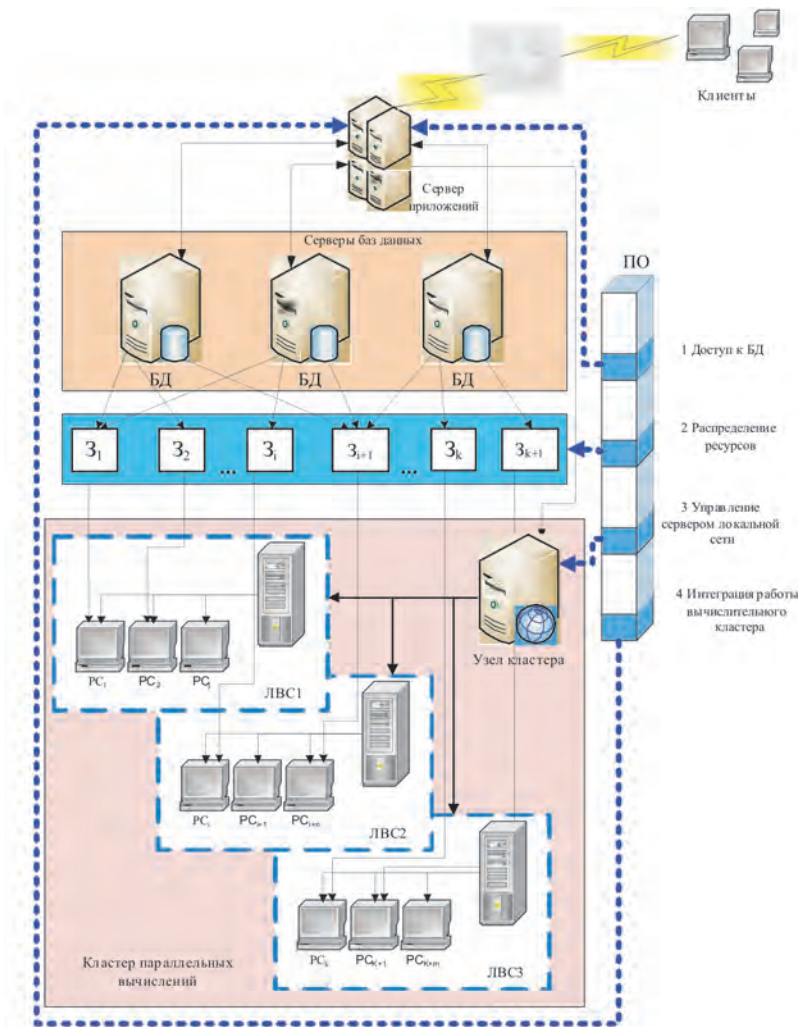 Клиенты
Сервер
приложений
Серверы баз данных
ПО
БД
БД
БД
1 Доступ к БД
З1
З2
...
Зi
Зi+1
...
Зk
Зk+1
2 Распределение
ресурсов
3 Управление
сервером локальной
сети
4 Интеграция работы
вычислительного
кластера
Узел кластера
PC1
PC2
PCj
ЛВС1
PCi
PCi+1
PCi+n
ЛВС2
PCk
PCK+1
PCK+m
ЛВС3
Кластер параллельных
вычислений